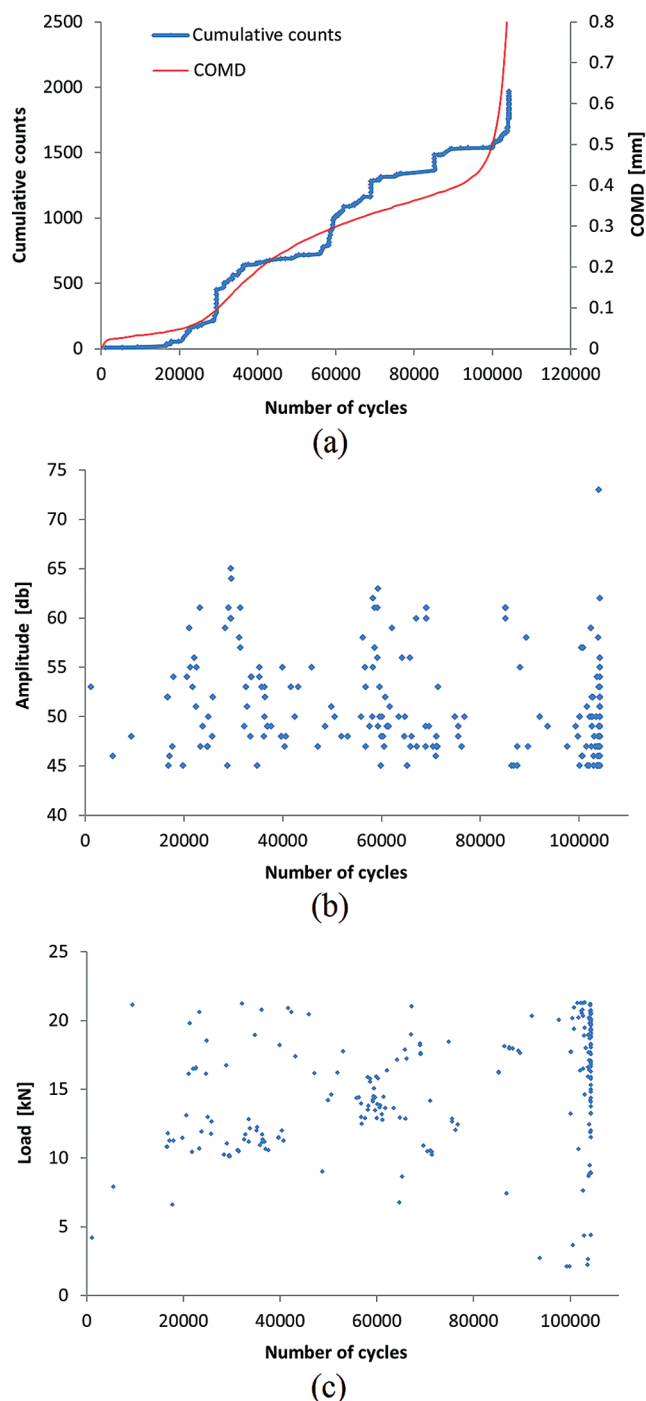 2500
2000
1500
1000
500
0
Cumulative counts
Cumulative counts
COMD
0.8
0.7
0.6
0.5
0.4
0.3
0.2
0.1
0
COMD [mm]
0 20000 40000 60000 80000 100000 120000
Number of cycles
(a)
75
70
65
60
55
50
45
40
Amplitude [db]
0 20000 40000 60000 80000 100000
Number of cycles
(b)
25
20
15
10
5
0
Load [kN]
0 20000 40000 60000 80000 100000
Number of cycles
(c)